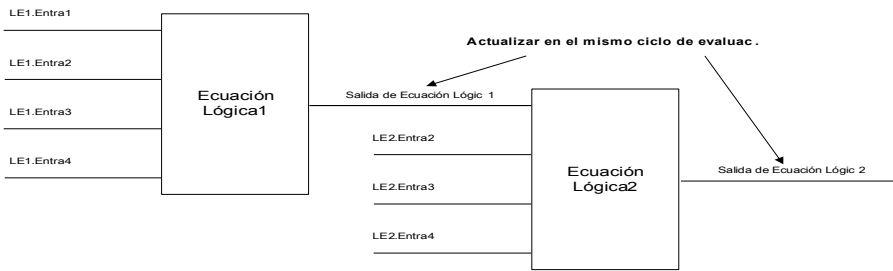 LE1.Entra1
LE1.Entra2
LE1.Entra3
LE1.Entra4
Ecuación
Lógica1
Actualizar en el mismo ciclo de evaluac.
Salida de Ecuación Lógic 1
LE2.Entra2
LE2.Entra3
LE2.Entra4
Ecuación
Lógica2
Salida de Ecuación Lógic 2